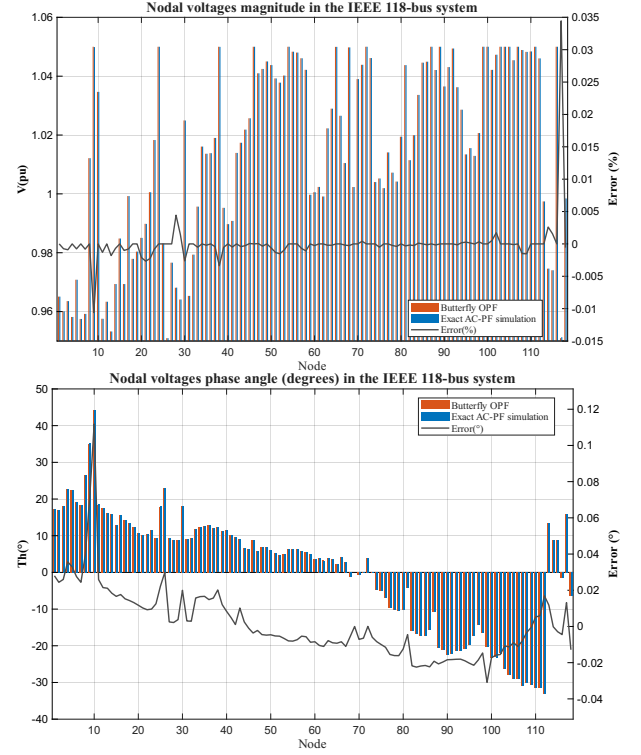 Nodal voltages magnitude in the IEEE 118-bus system
1.06
1.04
1.02
1
0.98
0.96
V(pu)
0.035
0.03
0.025
0.02
0.015
0.01
0.005
0
-0.005
-0.01
-0.015
Error (%)
Butterfly OPF
Exact AC-PF simulation
Error(%)
10 20 30 40 50 60 70 80 90 100 110
Node
Nodal voltages phase angle (degrees) in the IEEE 118-bus system
50
40
30
20
10
0
-10
-20
-30
-40
Th(°)
0.12
0.1
0.08
0.06
0.04
0.02
0
-0.02
-0.04
Error (°)
Butterfly OPF
Exact AC-PF simulation
Error(°)
10 20 30 40 50 60 70 80 90 100 110
Node